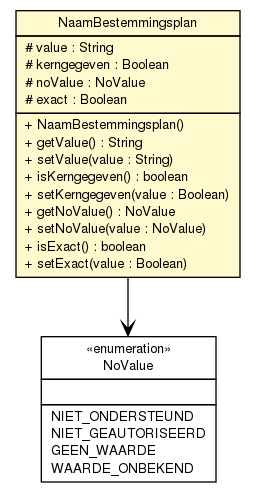 NaamBestemmingsplan
# value : String
# kerngegeven : Boolean
# noValue : NoValue
# exact : Boolean
+ NaamBestemmingsplan()
+ getValue() : String
+ setValue(value : String)
+ isKerngegeven() : boolean
+ setKerngegeven(value : Boolean)
+ getNoValue() : NoValue
+ setNoValue(value : NoValue)
+ isExact() : boolean
+ setExact(value : Boolean)
«enumeration»
NoValue
NIET_ONDERSTEUND
NIET_GEAUTORISEERD
GEEN_WAARDE
WAARDE_ONBEKEND